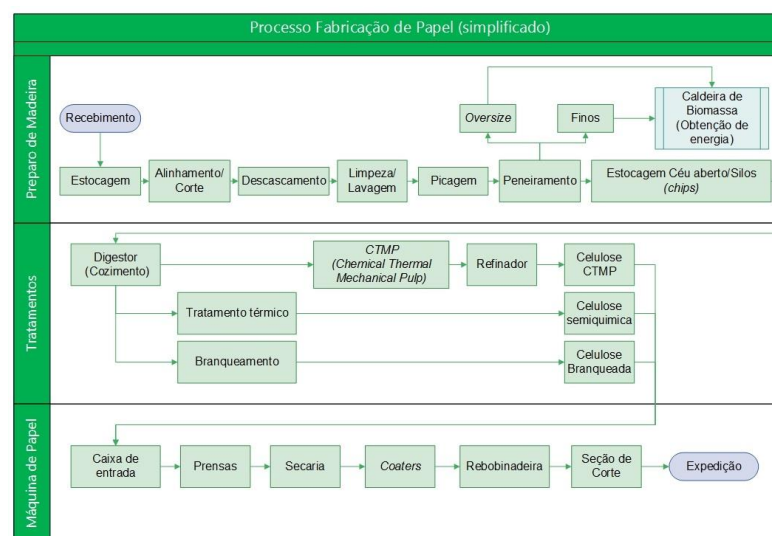 Processo Fabricação de Papel (simplificado)
Preparo de Madeira
Recebimento
Oversize
Finos
Caldeira de
Biomassa
(Obtenção de
energia)
Estocagem
Alinhamento/
Corte
Descascamento
Limpeza/
Lavagem
Picagem
Peneiramento
Estocagem Céu aberto/Silos
(chips)
Tratamentos
Digestor
(Cozimento)
CTMP
(Chemical Thermal
Mechanical Pulp)
Refinador
Celulose
CTMP
Tratamento térmico
Celulose
semiquimica
Branqueamento
Celulose
Branqueada
Máquina de Papel
Caixa de
entrada
Prensas
Secaria
Coaters
Rebobinadeira
Seção de
Corte
Expedição